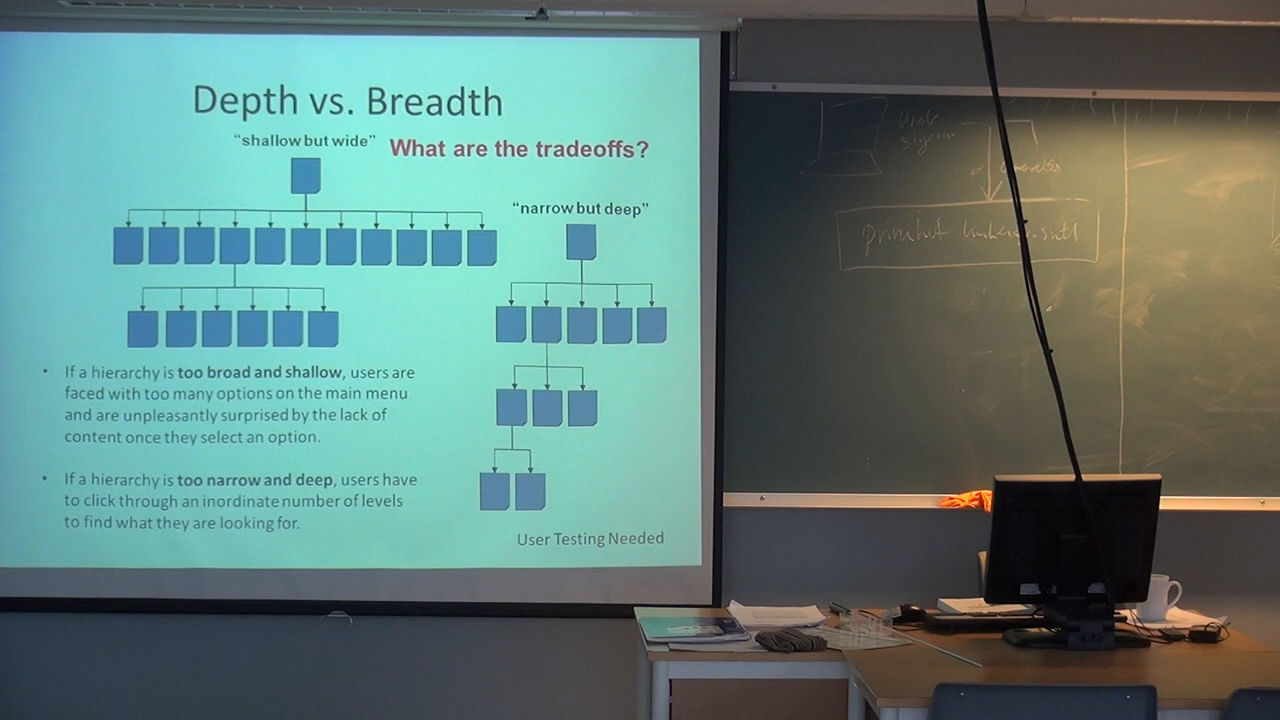 Depth vs. Breadth
“shallow but wide”
What are the tradeoffs?
“narrow but deep”
• If a hierarchy is too broad and shallow, users are
faced with too many options on the main menu
and are unpleasantly surprised by the lack of
content once they select an option.
• If a hierarchy is too narrow and deep, users have
to click through an inordinate number of levels
to find what they are looking for.
User Testing Needed